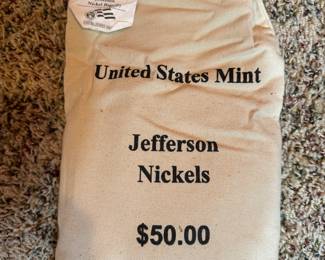 United States Mint
Jefferson
Nickels
$50.00